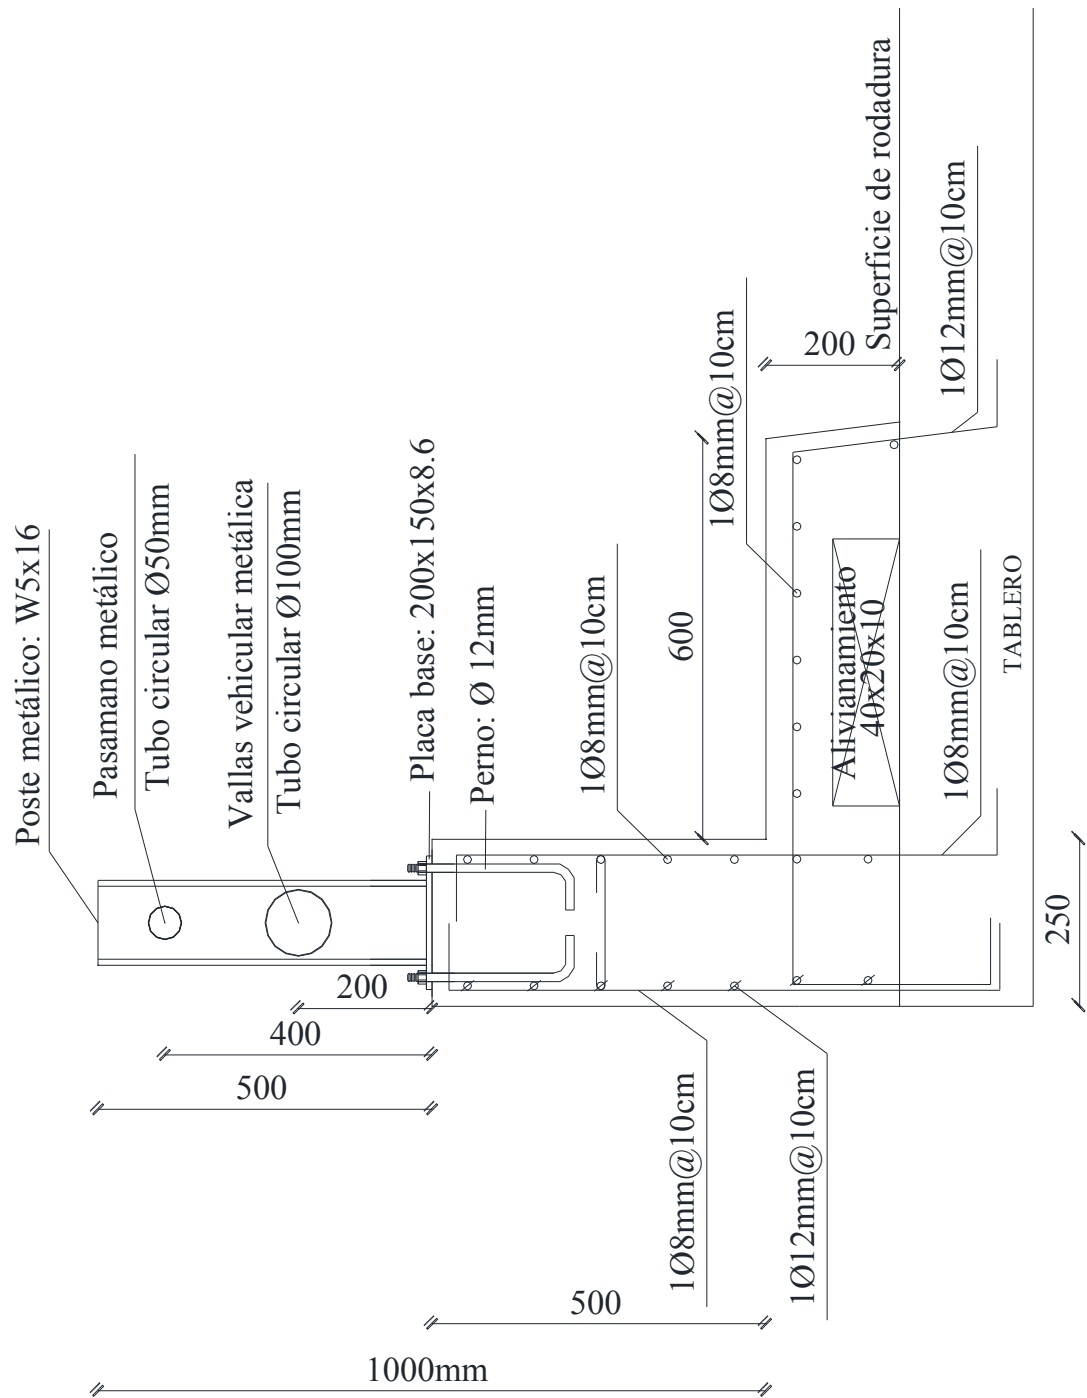 Poste metálico: W5x16
Pasamano metálico
Tubo circular Ø50mm
Vallas vehicular metálica
Tubo circular Ø100mm
Placa base: 200x150x8.6
Perno: Ø 12mm
1Ø8mm@10cm
1Ø8mm@10cm
Superficie de rodadura
1Ø12mm@10cm
200
600
Alivianamiento
40x20x10
1Ø8mm@10cm
TABLERO
250
200
400
500
1Ø8mm@10cm
1Ø12mm@10cm
500
1000mm